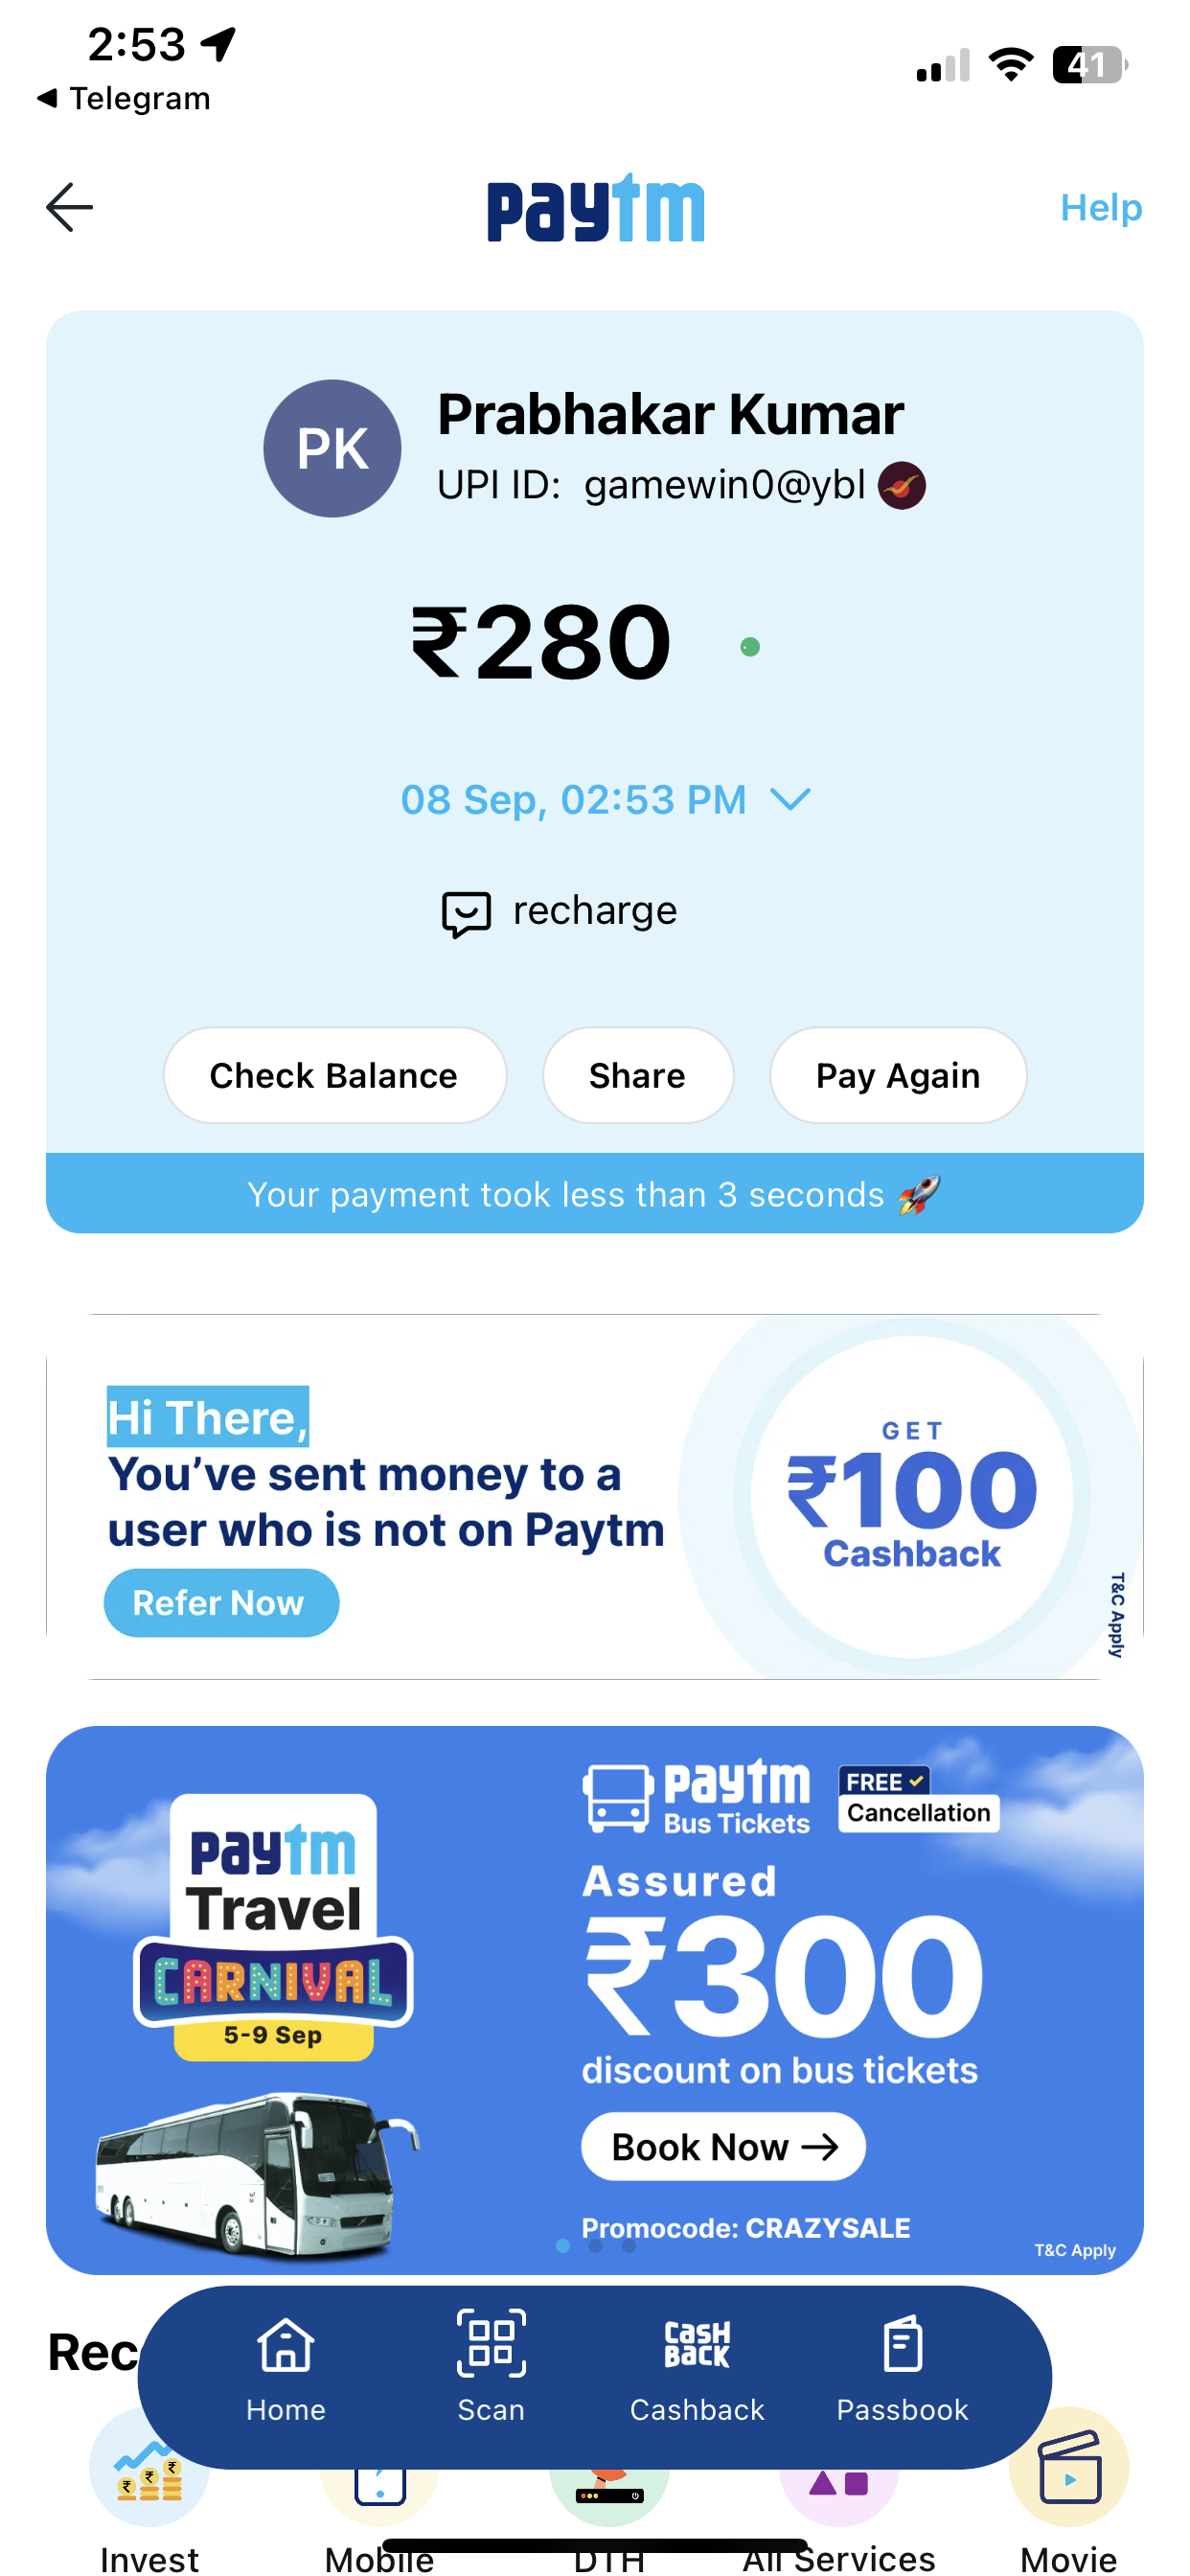 2:53
41
◀ Telegram
paytm
Help
PK
Prabhakar Kumar
UPI ID: gamewin0@ybl
₹280
08 Sep, 02:53 PM
recharge
Check Balance
Share
Pay Again
Your payment took less than 3 seconds 🚀
Hi There,
You've sent money to a
user who is not on Paytm
Refer Now
GET
₹100
Cashback
T&C Apply
paytm
Travel
CARNIVAL
5-9 Sep
paytm
Bus Tickets
FREE
Cancellation
Assured
₹300
discount on bus tickets
Book Now →
Promocode: CRAZYSALE
T&C Apply
Rec
Home
Scan
CASH
BACK
Cashback
Passbook
Invest
Mobile
DTH
All Services
Movie